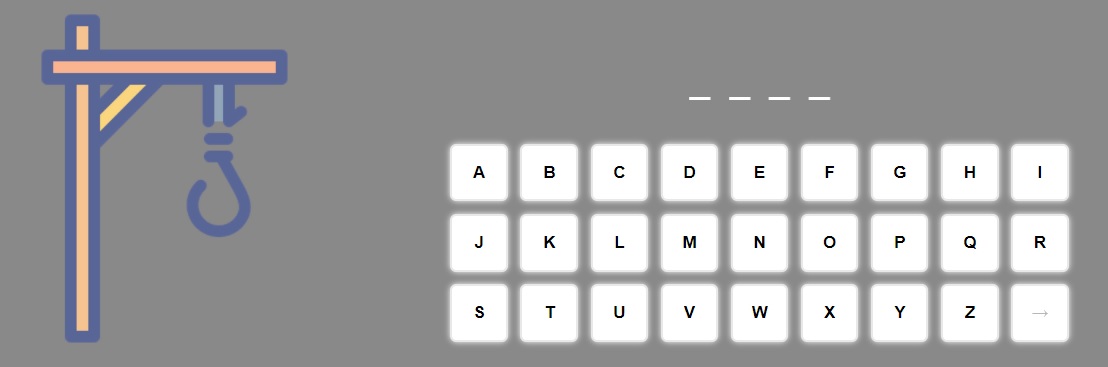 _ _ _ _
A B C D E F G H I
J K L M N O P Q R
S T U V W X Y Z →